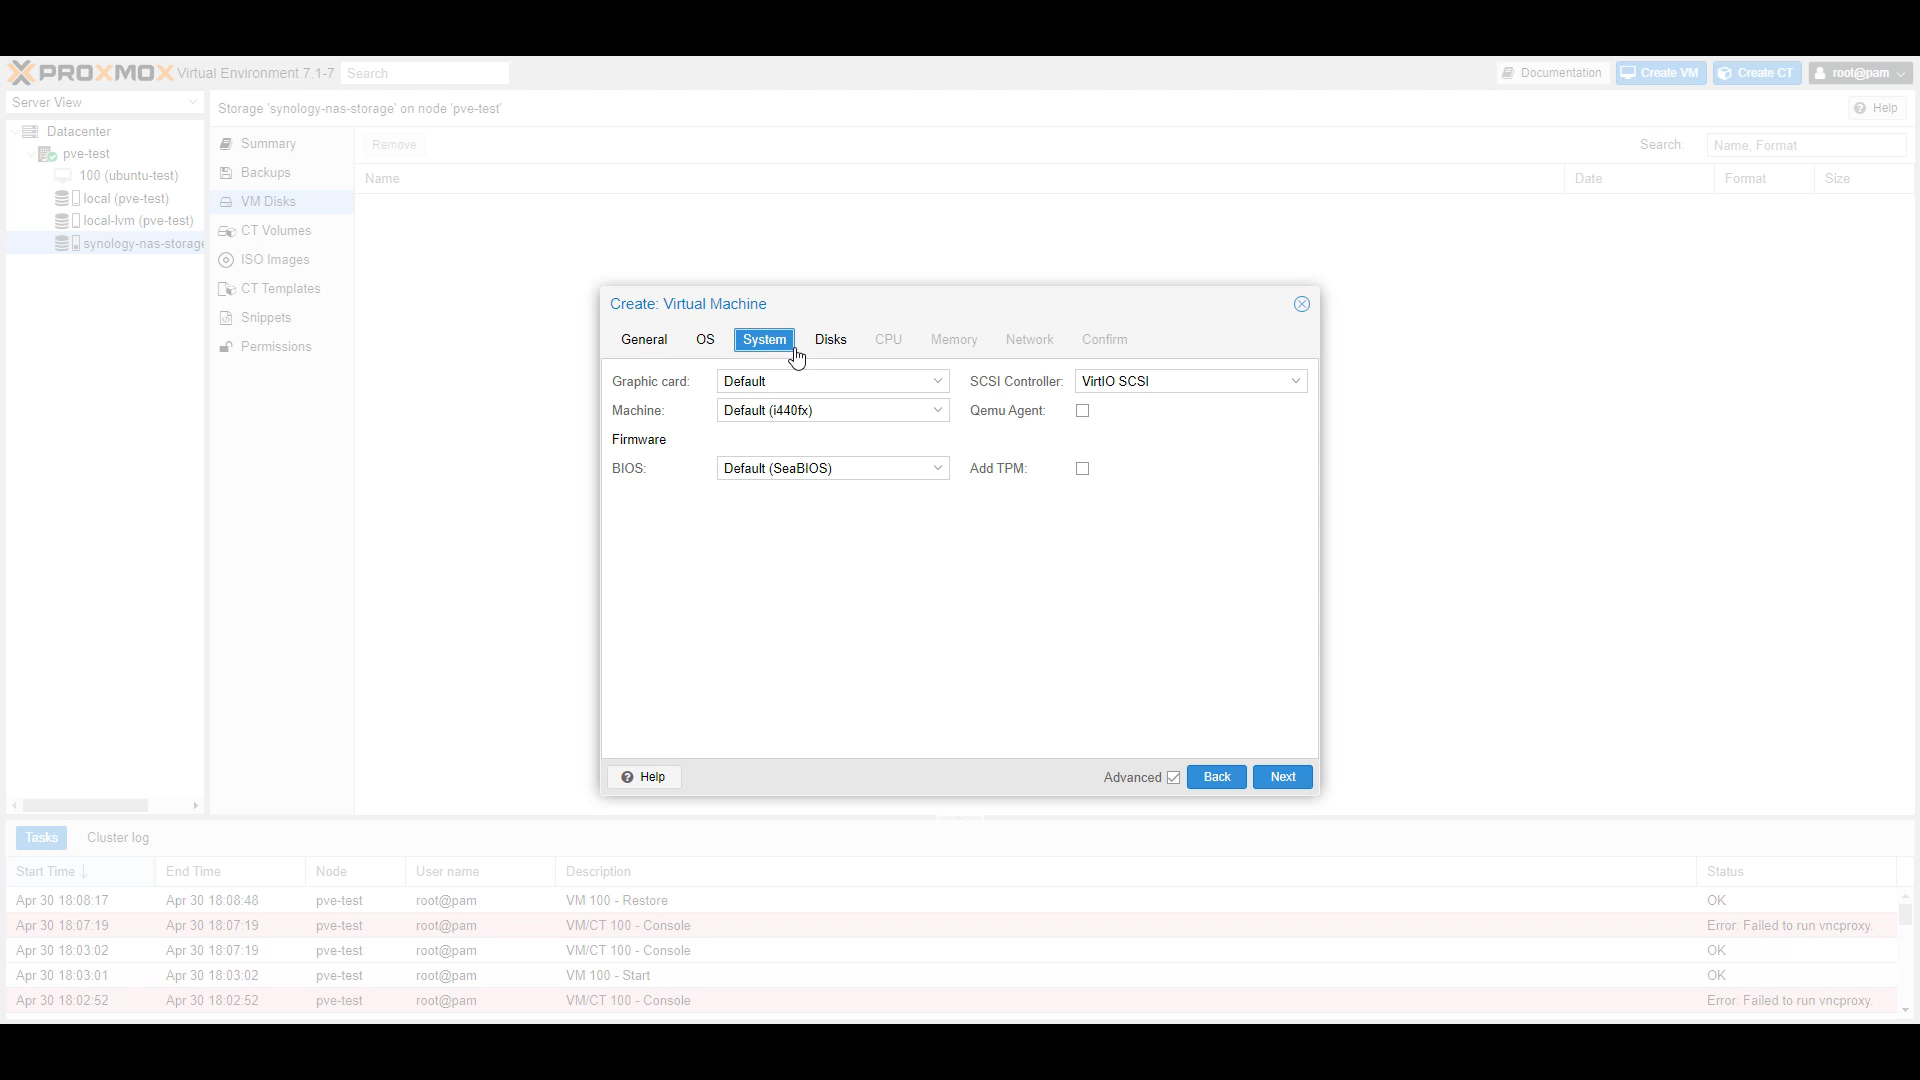 PROXMOX Virtual Environment 7.1-7 Search Documentation Create VM Create CT root@pam
Server View
Storage 'synology-nas-storage' on node 'pve-test' Help
Datacenter
pve-test
100 (ubuntu-test)
local (pve-test)
local-lvm (pve-test)
synology-nas-storage
Summary
Backups
VM Disks
CT Volumes
ISO Images
CT Templates
Snippets
Permissions
Remove Search: Name, Format
Name Date Format Size
Create: Virtual Machine
General OS System Disks CPU Memory Network Confirm
Graphic card: Default SCSI Controller: VirtIO SCSI
Machine: Default (i440fx) Qemu Agent:
Firmware
BIOS: Default (SeaBIOS) Add TPM:
Help Advanced Back Next
Tasks Cluster log
Start Time End Time Node User name Description Status
Apr 30 18:08:17 Apr 30 18:08:48 pve-test root@pam VM 100 - Restore OK
Apr 30 18:07:19 Apr 30 18:07:19 pve-test root@pam VM/CT 100 - Console Error: Failed to run vncproxy.
Apr 30 18:03:02 Apr 30 18:07:19 pve-test root@pam VM/CT 100 - Console OK
Apr 30 18:03:01 Apr 30 18:03:02 pve-test root@pam VM 100 - Start OK
Apr 30 18:02:52 Apr 30 18:02:52 pve-test root@pam VM/CT 100 - Console Error: Failed to run vncproxy.